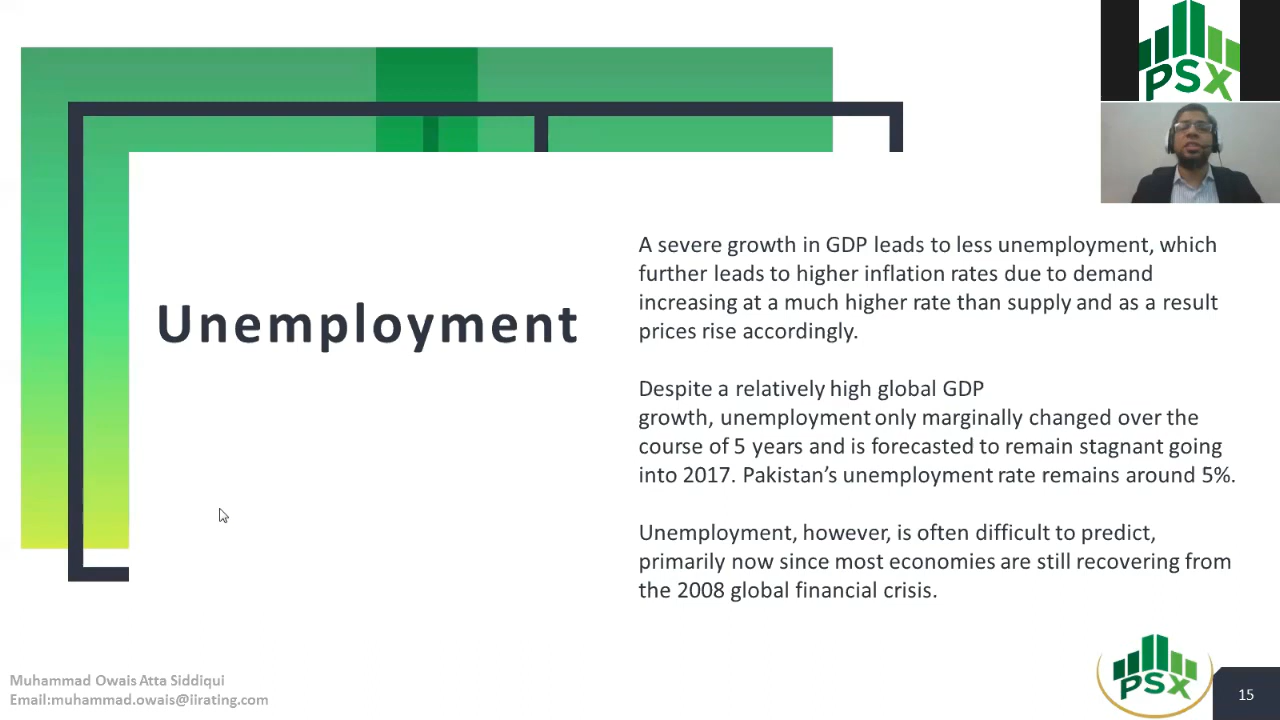 PSX
Unemployment
A severe growth in GDP leads to less unemployment, which
further leads to higher inflation rates due to demand
increasing at a much higher rate than supply and as a result
prices rise accordingly.
Despite a relatively high global GDP
growth, unemployment only marginally changed over the
course of 5 years and is forecasted to remain stagnant going
into 2017. Pakistan’s unemployment rate remains around 5%.
Unemployment, however, is often difficult to predict,
primarily now since most economies are still recovering from
the 2008 global financial crisis.
PSX
Muhammad Owais Atta Siddiqui
Email:muhammad.owais@iirating.com
15